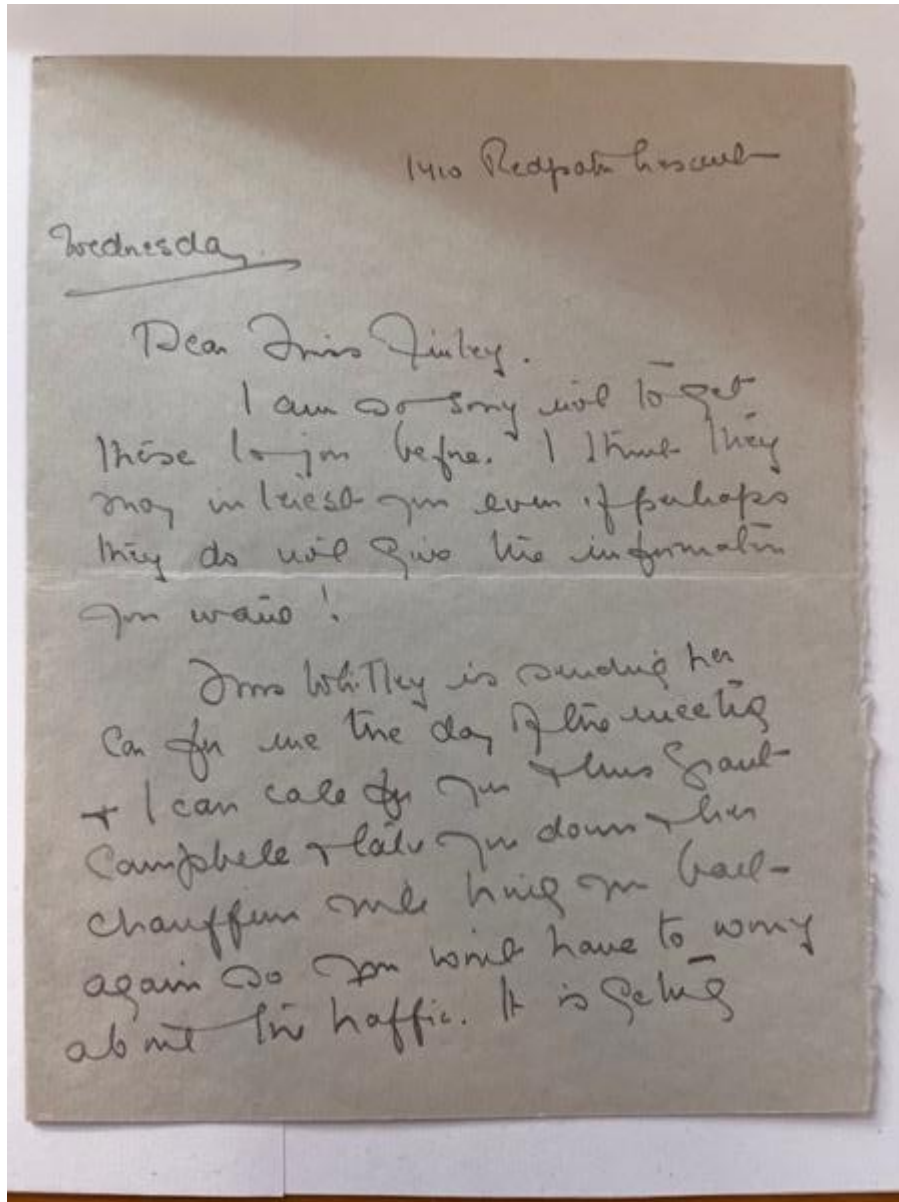 1410 Redpath Crescent
Wednesday.
Dear Miss Finley.
I am so sorry not to get
these to you before. I think they
may interest you even if perhaps
they do not give the information
you want!
Miss Whitley is sending her
car for me the day of the meeting
+ I can call for you + Miss Grant
Campbell + take you down + her
chauffeur will bring you back
again so you wont have to worry
about the traffic. It is getting